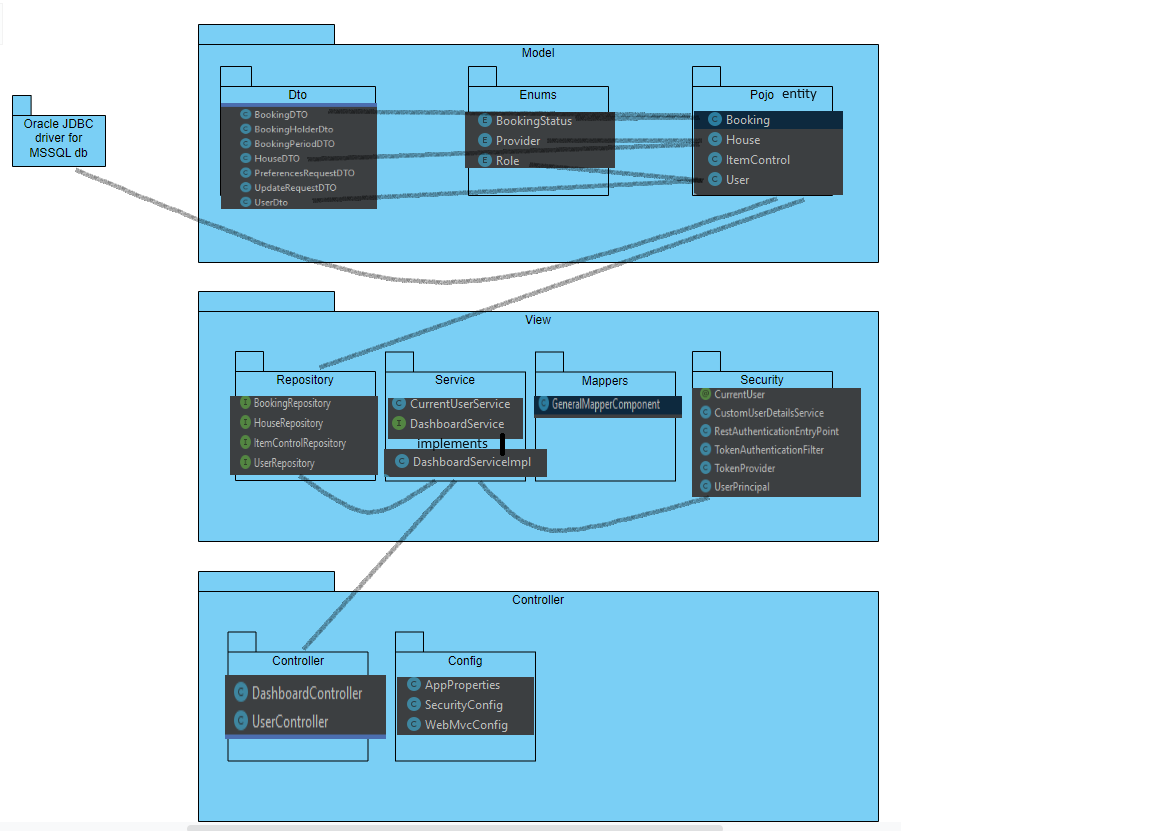 Model
Dto
BookingDTO
BookingHolderDto
BookingPeriodDTO
HouseDTO
PreferencesRequestDTO
UpdateRequestDTO
UserDto
Enums
E BookingStatus
E Provider
E Role
Pojo entity
C Booking
C House
C ItemControl
C User
Oracle JDBC
driver for
MSSQL db
View
Repository
I BookingRepository
I HouseRepository
I ItemControlRepository
I UserRepository
Service
C CurrentUserService
I DashboardService
implements
C DashboardServiceImpl
Mappers
C GeneralMapperComponent
Security
@ CurrentUser
C CustomUserDetailsService
C RestAuthenticationEntryPoint
C TokenAuthenticationFilter
C TokenProvider
C UserPrincipal
Controller
Controller
C DashboardController
C UserController
Config
C AppProperties
C SecurityConfig
C WebMvcConfig